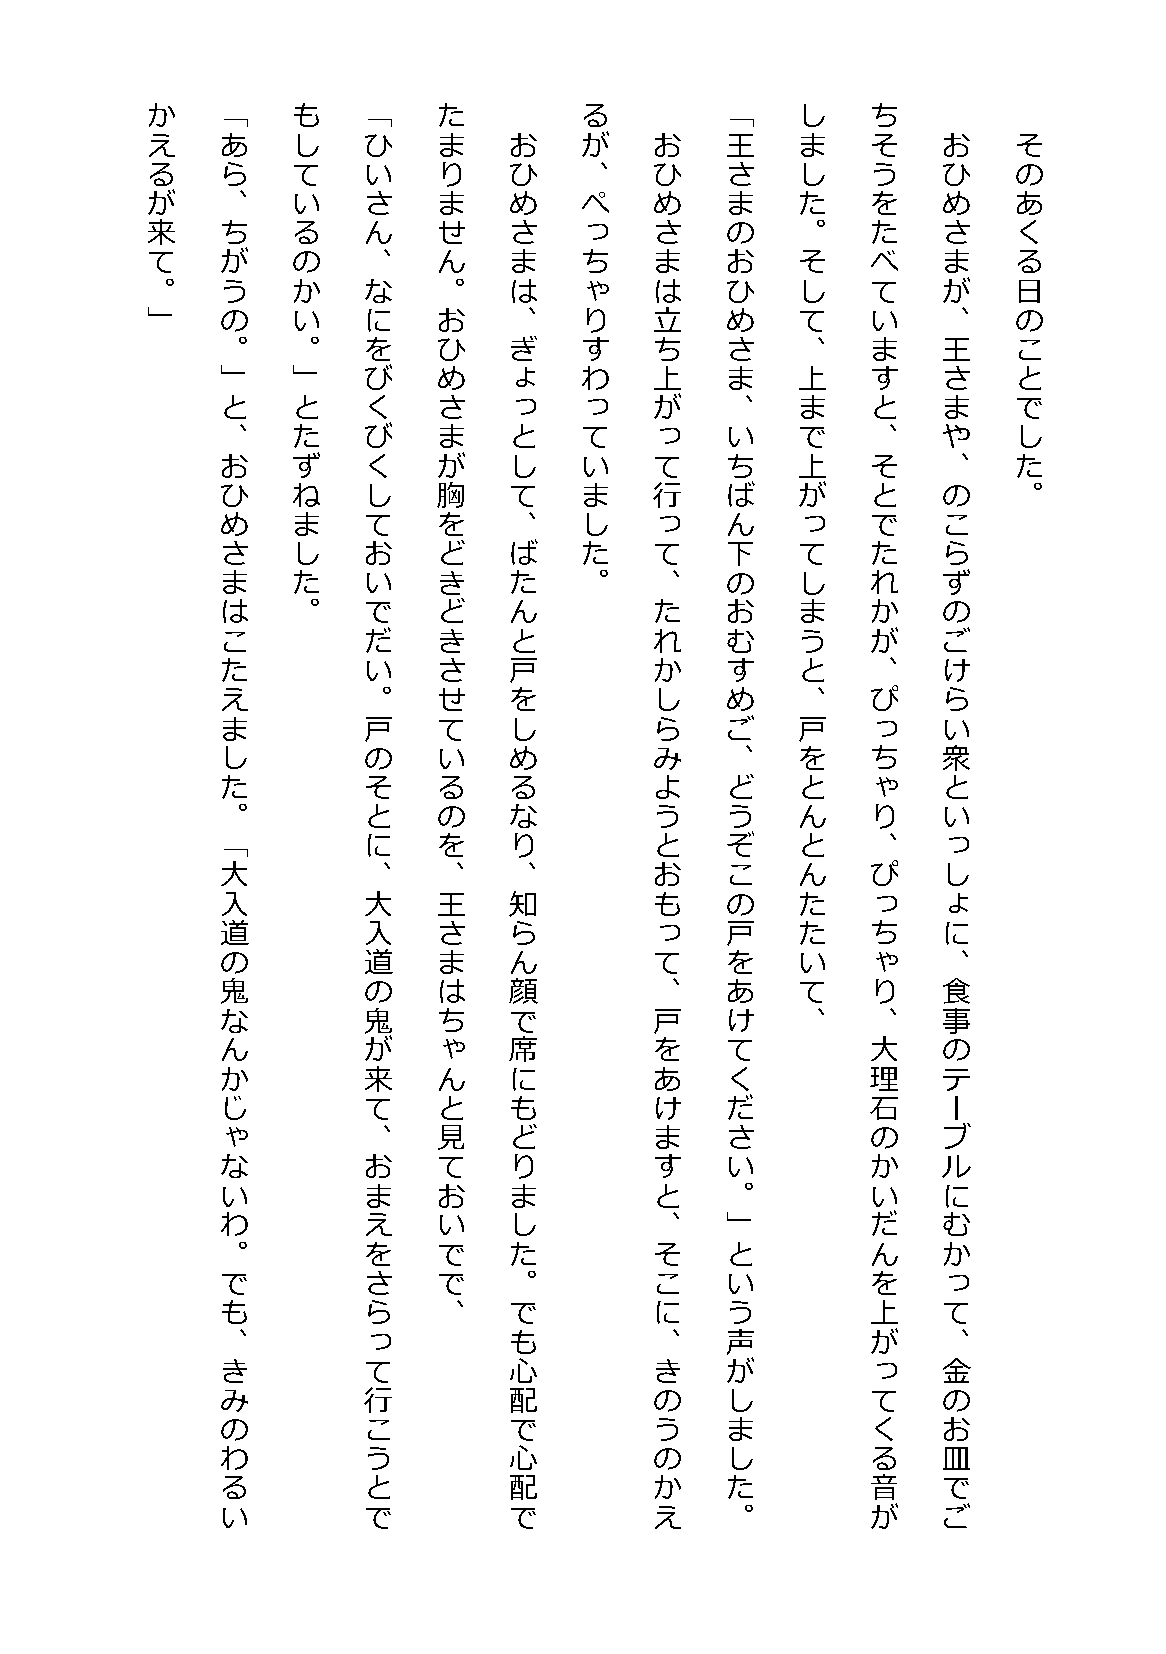 そのあくる日のことでした。
おひめさまが、王さまや、のこらずのごけらい衆といっしょに、食事のテーブルにむかって、金のお皿でご
ちそうをたべていますと、そとでたれかが、ぴっちゃり、ぴっちゃり、大理石のかいだんを上がってくる音が
しました。そして、上まで上がってしまうと、戸をとんとんたたいて、
「王さまのおひめさま、いちばん下のおむすめご、どうぞこの戸をあけてください。」という声がしました。
おひめさまは立ち上がって行って、たれかしらみようとおもって、戸をあけますと、そこに、きのうのかえ
るが、ぺっちゃりすわっていました。
おひめさまは、ぎょっとして、ばたんと戸をしめるなり、知らん顔で席にもどりました。でも心配で心配で
たまりません。おひめさまが胸をどきどきさせているのを、王さまはちゃんと見ておいでで、
「ひいさん、なにをびくびくしておいでだい。戸のそとに、大入道の鬼が来て、おまえをさらって行こうとで
もしているのかい。」とたずねました。
「あら、ちがうの。」と、おひめさまはこたえました。「大入道の鬼なんかじゃないわ。でも、きみのわるい
かえるが来て。」